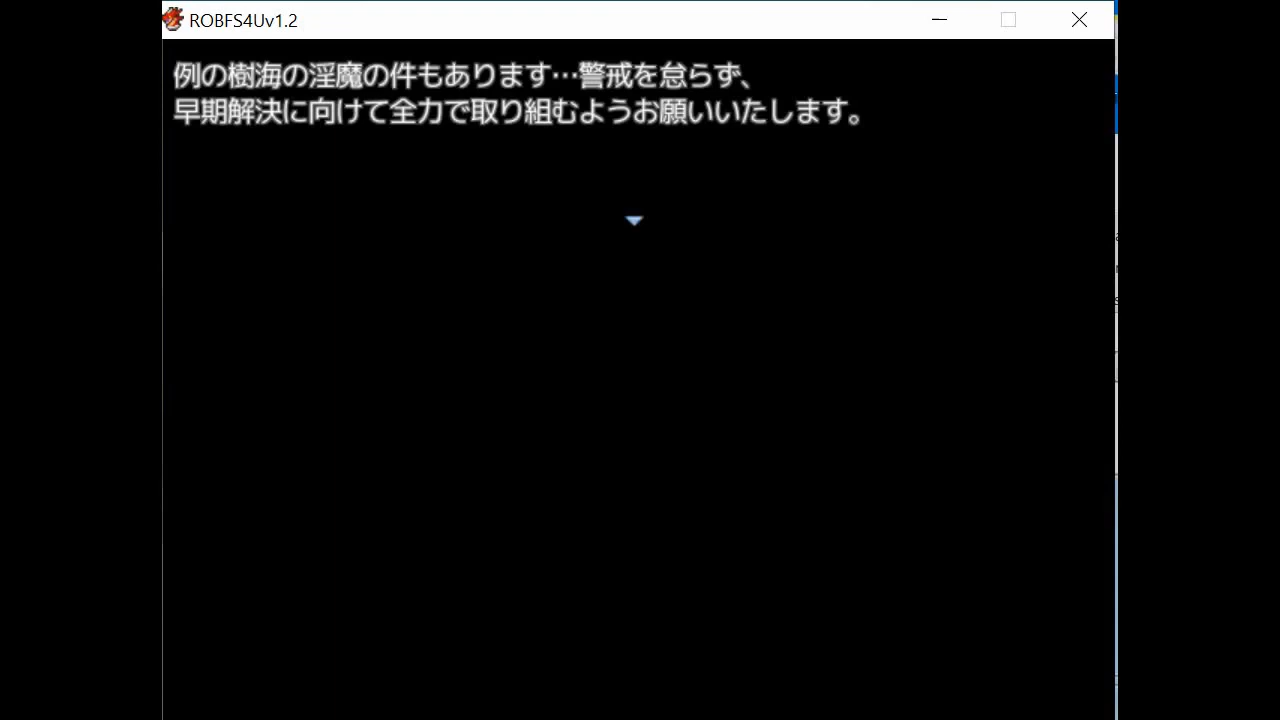 ROBFS4Uv1.2
例の樹海の淫魔の件もあります…警戒を怠らず、
早期解決に向けて全力で取り組むようお願いいたします。